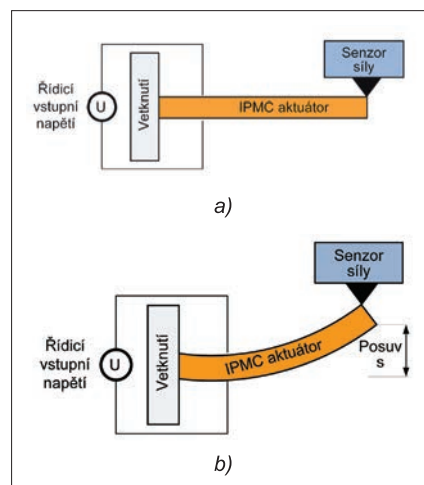 Senzor
síly
Řídicí
vstupní
napětí
U
Vetknutí
IPMC aktuátor
a)
Senzor
síly
Řídicí
vstupní
napětí
U
Vetknutí
IPMC aktuátor
Posuv
s
b)